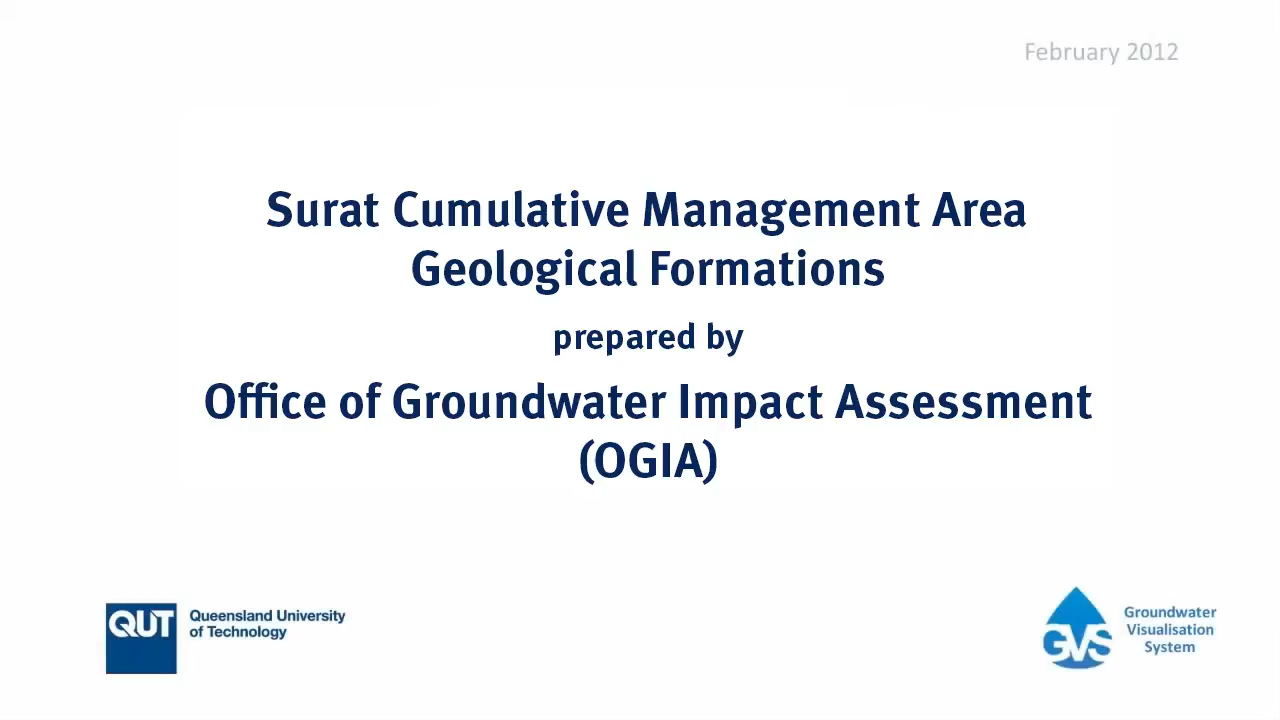 February 2012
Surat Cumulative Management Area
Geological Formations
prepared by
Office of Groundwater Impact Assessment
(OGIA)
QUT
Queensland University
of Technology
GVS
Groundwater
Visualisation
System